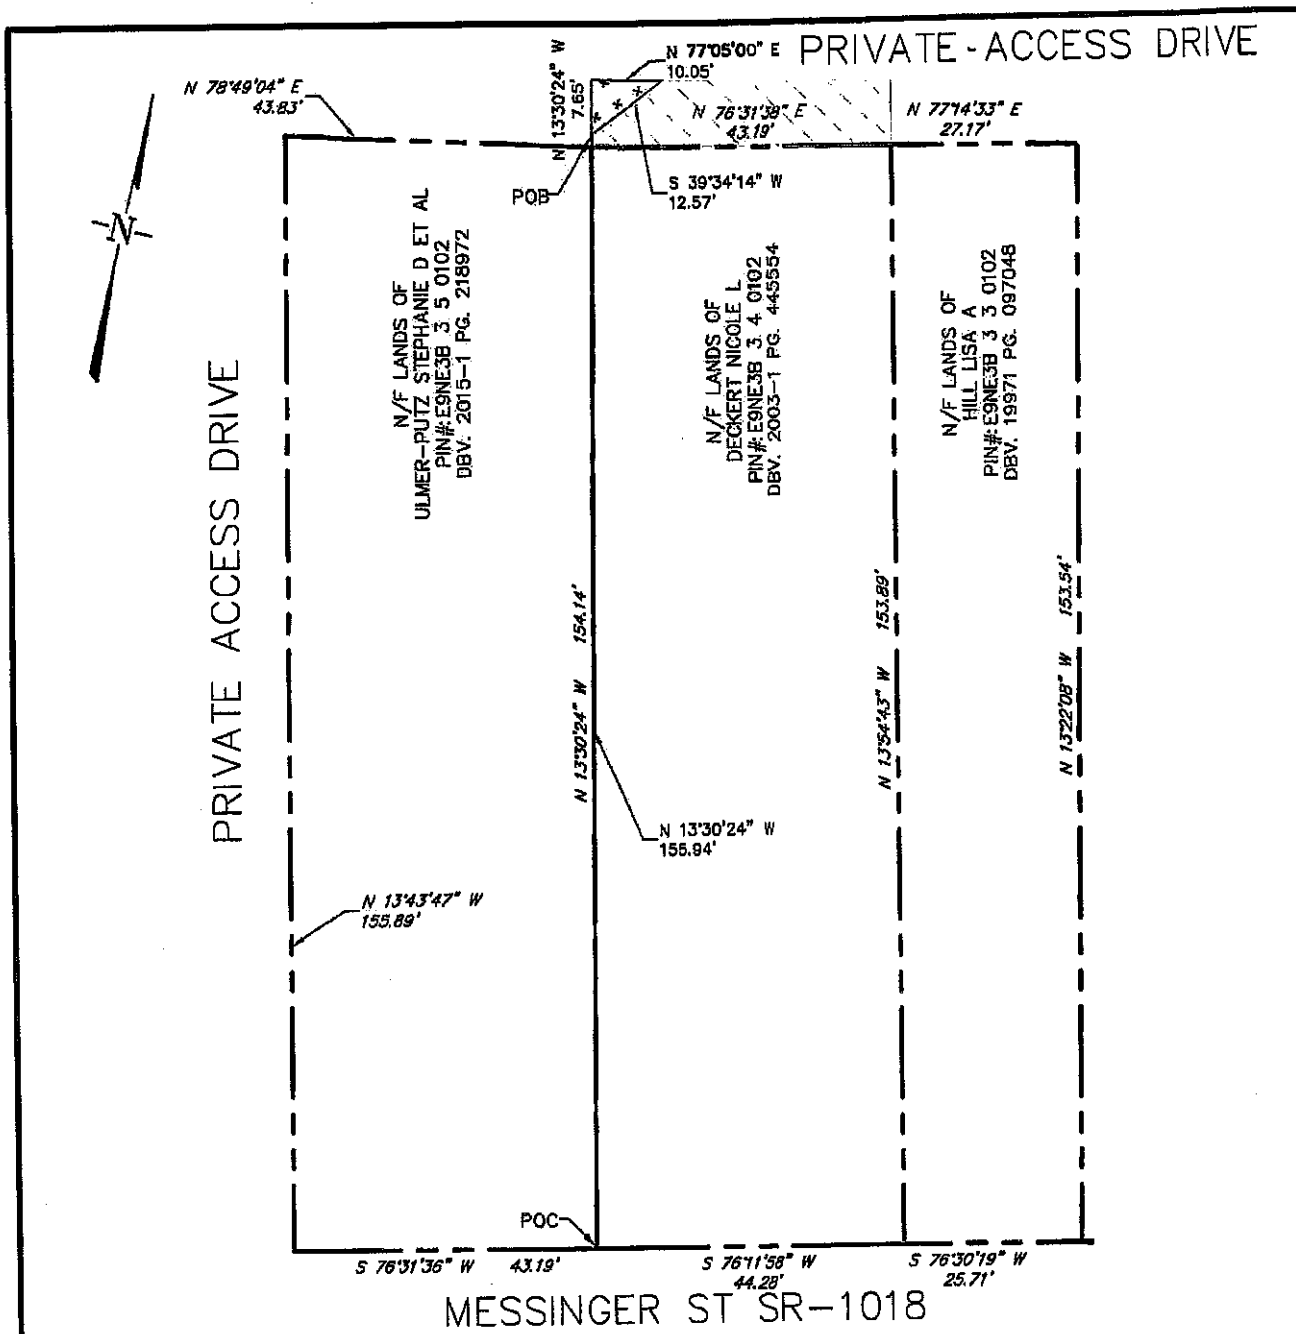 PRIVATE-ACCESS DRIVE
N 77°05'00" E
10.05'
N 13°30'24" W
7.65'
N 78°49'04" E
43.83'
N 76°31'38" E
43.19'
N 77°14'33" E
27.17'
S 39°34'14" W
12.57'
POB
N
N/F LANDS OF
ULMER-PUTZ STEPHANIE D ET AL
PIN#:E9NE3B 3 5 0102
DBV. 2015-1 PG. 218972
N/F LANDS OF
DECKERT NICOLE L
PIN#:E9NE3B 3 4 0102
DBV. 2003-1 PG. 445554
N/F LANDS OF
HILL LISA A
PIN#:E9NE3B 3 3 0102
DBV. 19971 PG. 097048
PRIVATE ACCESS DRIVE
N 13°30'24" W 154.14'
N 13°54'43" W 153.89'
N 13°22'08" W 153.54'
N 13°30'24" W
155.94'
N 13°43'47" W
155.89'
POC
S 76°31'36" W 43.19'
S 76°11'58" W
44.28'
S 76°30'19" W
25.71'
MESSINGER ST SR-1018